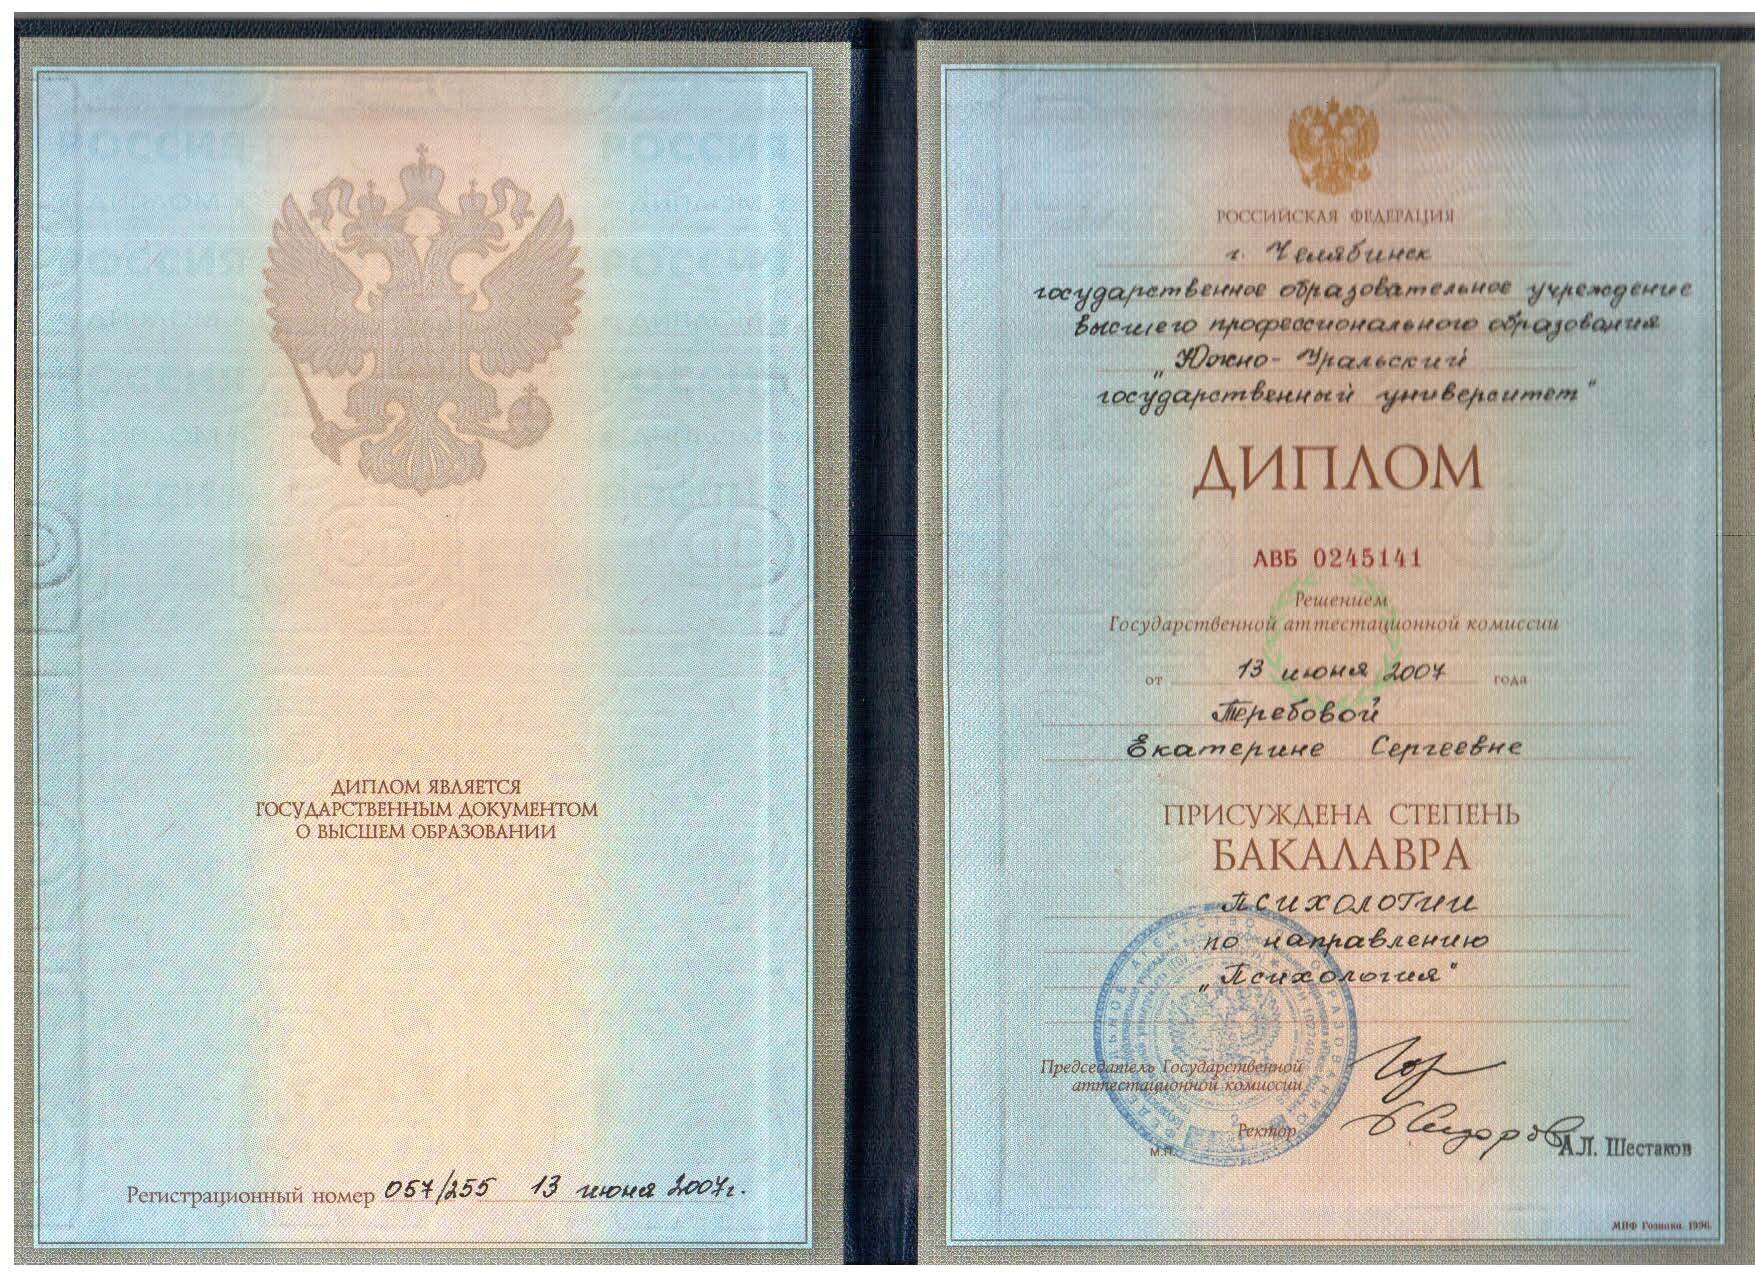 ДИПЛОМ ЯВЛЯЕТСЯ
ГОСУДАРСТВЕННЫМ ДОКУМЕНТОМ
О ВЫСШЕМ ОБРАЗОВАНИИ
Регистрационный номер 057/255 13 июня 2007г.
РОССИЙСКАЯ ФЕДЕРАЦИЯ
г. Челябинск
государственное образовательное учреждение
высшего профессионального образования
„Южно-Уральский
государственный университет"
ДИПЛОМ
АВБ 0245141
Решением
Государственной аттестационной комиссии
от 13 июня 2007 года
Теребовой
Екатерине Сергеевне
ПРИСУЖДЕНА СТЕПЕНЬ
БАКАЛАВРА
психологии
по направлению
„Психология"
Председатель Государственной
аттестационной комиссии
Ректор
А.Л. Шестаков
М.П.
МПФ Гознака. 1996.